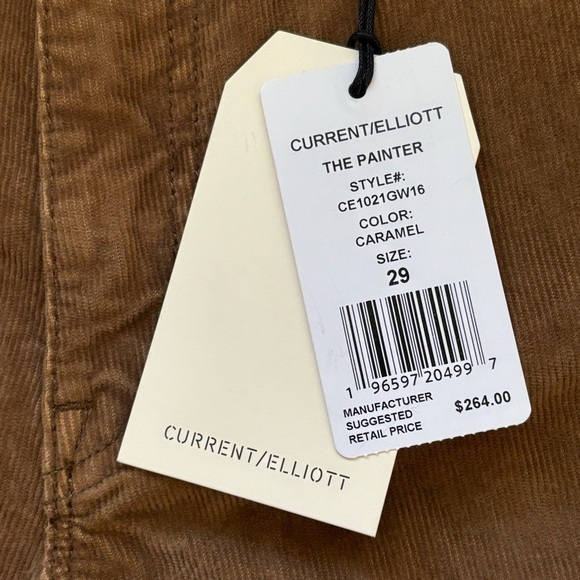 CURRENT/ELLIOTT
THE PAINTER
STYLE#:
CE1021GW16
COLOR:
CARAMEL
SIZE:
29
1 96597 20499 7
MANUFACTURER
SUGGESTED
RETAIL PRICE
$264.00
CURRENT/ELLIOTT